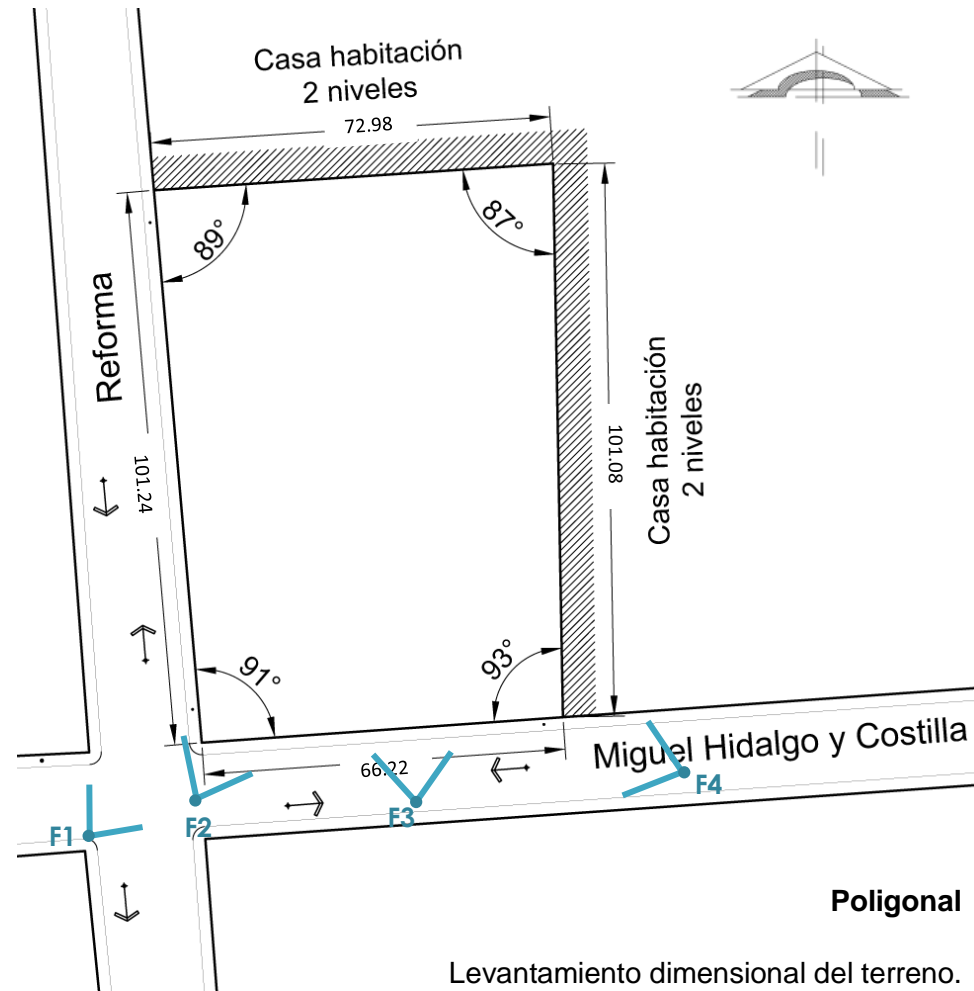 Casa habitación
2 niveles
72.98
89°
87°
Reforma
101.24
101.08
Casa habitación
2 niveles
91°
93°
66.22
Miguel Hidalgo y Costilla
F1
F2
F3
F4
Poligonal
Levantamiento dimensional del terreno.